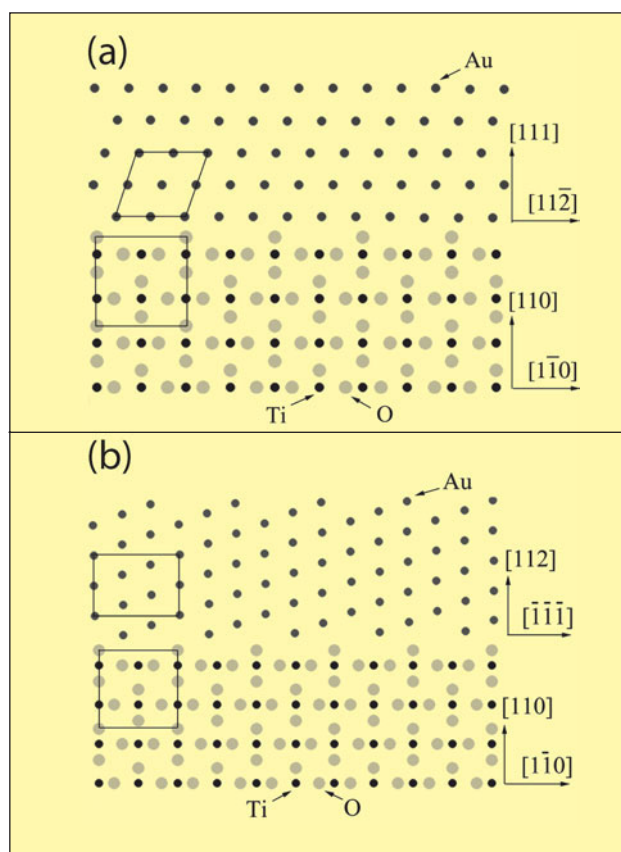 (a)
Au
[111]
[112̄]
[110]
[11̄0]
Ti
O
(b)
Au
[112]
[1̄1̄1̄]
[110]
[11̄0]
Ti
O